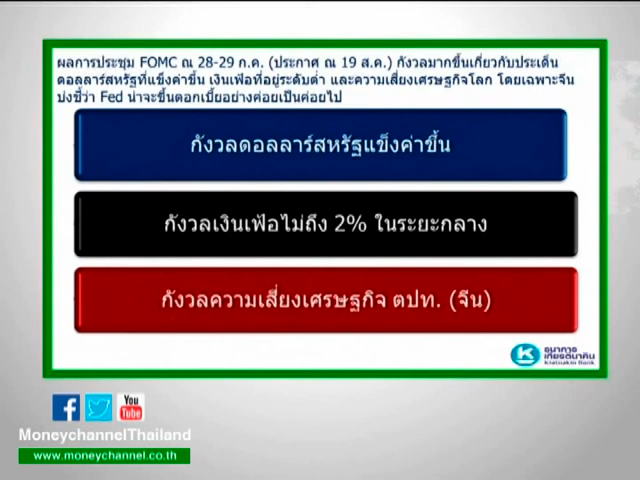 ผลการประชุม FOMC ณ 28-29 ก.ค. (ประกาศ ณ 19 ส.ค.) กังวลมากขึ้นเกี่ยวกับประเด็น
ดอลลาร์สหรัฐที่แข็งค่าขึ้น เงินเฟ้อที่อยู่ระดับต่ำ และความเสี่ยงเศรษฐกิจโลก โดยเฉพาะจีน
บ่งชี้ว่า Fed น่าจะขึ้นดอกเบี้ยอย่างค่อยเป็นค่อยไป
กังวลดอลลาร์สหรัฐแข็งค่าขึ้น
กังวลเงินเฟ้อไม่ถึง 2% ในระยะกลาง
กังวลความเสี่ยงเศรษฐกิจ ตปท. (จีน)
ธนาคาร
เกียรตินาคิน
Kiatnakin Bank
You
Tube
MoneychannelThailand
www.moneychannel.co.th